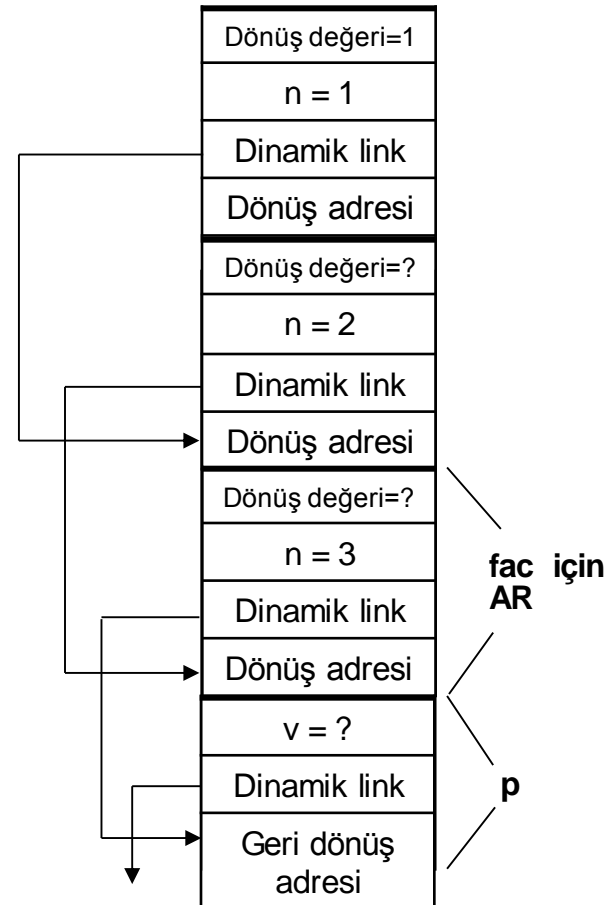 Dönüş değeri=1
n = 1
Dinamik link
Dönüş adresi
Dönüş değeri=?
n = 2
Dinamik link
Dönüş adresi
Dönüş değeri=?
n = 3
Dinamik link
Dönüş adresi
fac için
AR
v = ?
Dinamik link
Geri dönüş
adresi
p